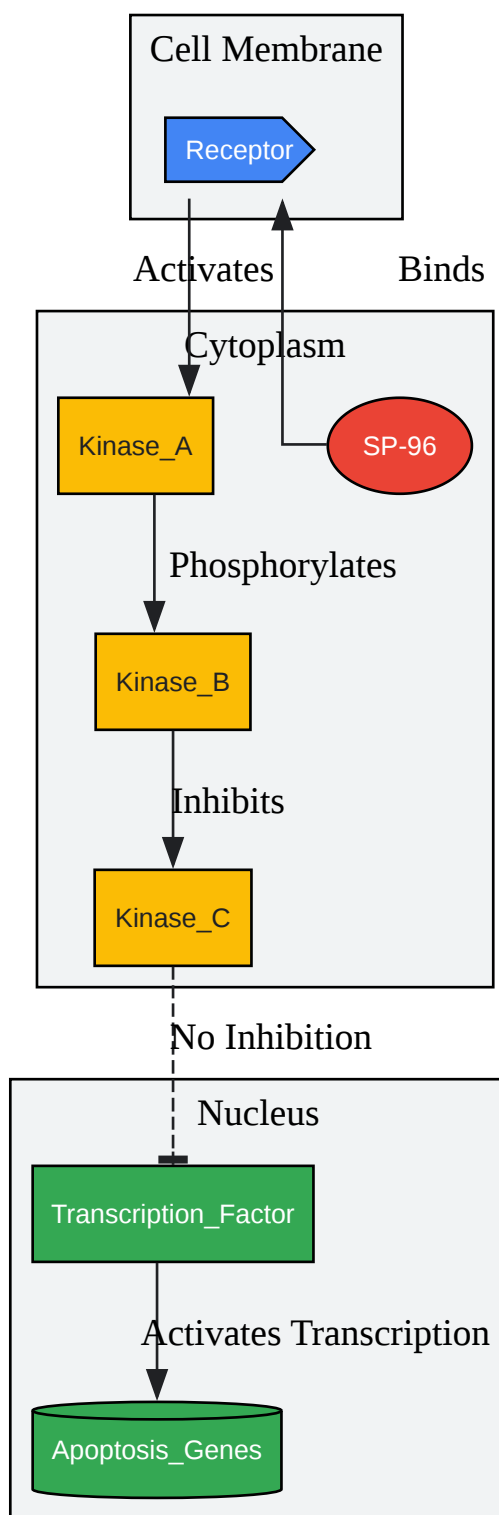 Cell Membrane
Receptor
Activates
Binds
Cytoplasm
Kinase_A
SP-96
Phosphorylates
Kinase_B
Inhibits
Kinase_C
No Inhibition
Nucleus
Transcription_Factor
Activates Transcription
Apoptosis_Genes